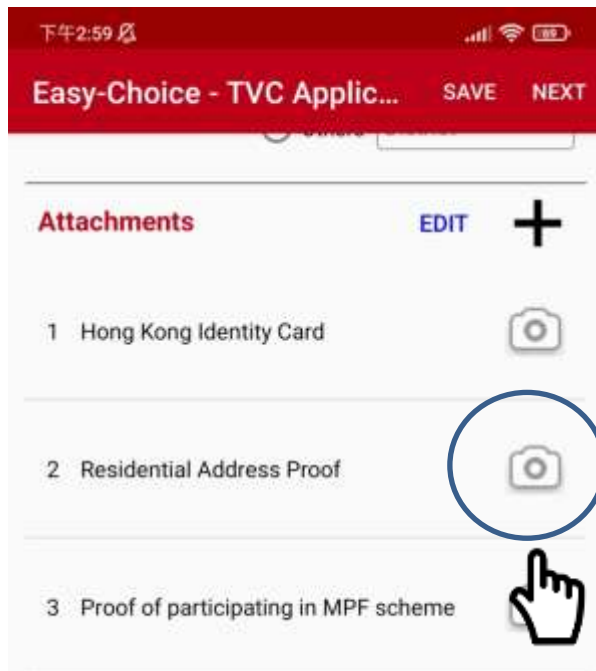 下午2:59
69
Easy-Choice - TVC Applic... SAVE NEXT
Attachments EDIT
1 Hong Kong Identity Card
2 Residential Address Proof
3 Proof of participating in MPF scheme